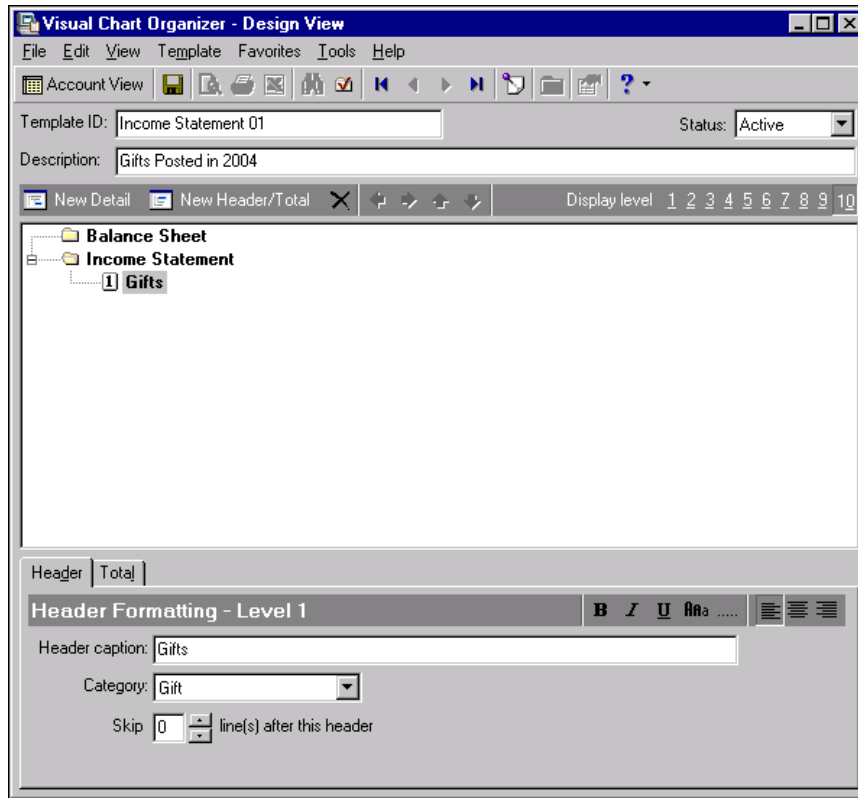 Visual Chart Organizer - Design View
File Edit View Template Favorites Tools Help
Account View ?
Template ID: Income Statement 01 Status: Active
Description: Gifts Posted in 2004
New Detail New Header/Total Display level 1 2 3 4 5 6 7 8 9 10
Balance Sheet
Income Statement
1 Gifts
Header Total
Header Formatting - Level 1 B I U AAa .....
Header caption: Gifts
Category: Gift
Skip 0 line(s) after this header